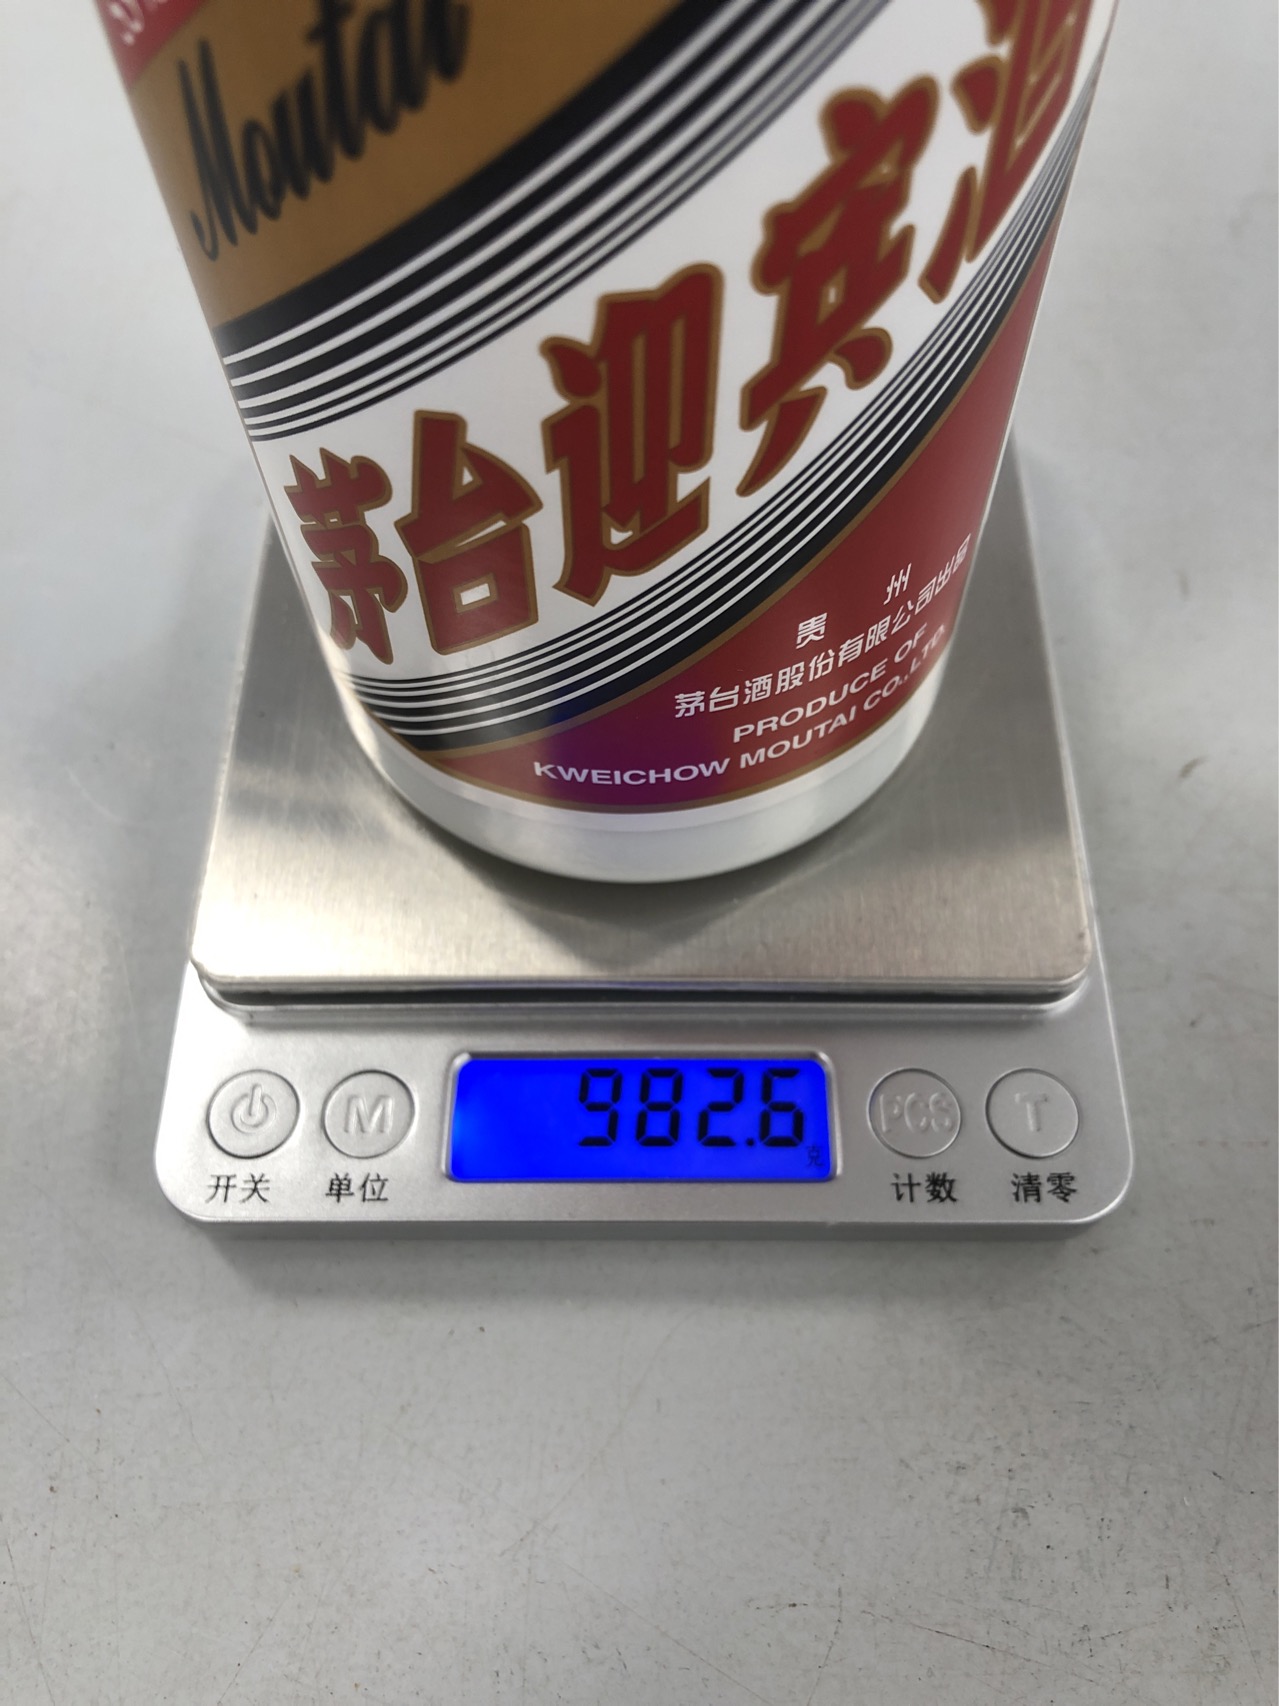 Moutai
茅台迎宾酒
贵 州
茅台酒股份有限公司出品
PRODUCE OF
KWEICHOW MOUTAI CO.,LTD
982.6
克
M
PCS
T
开关
单位
计数
清零